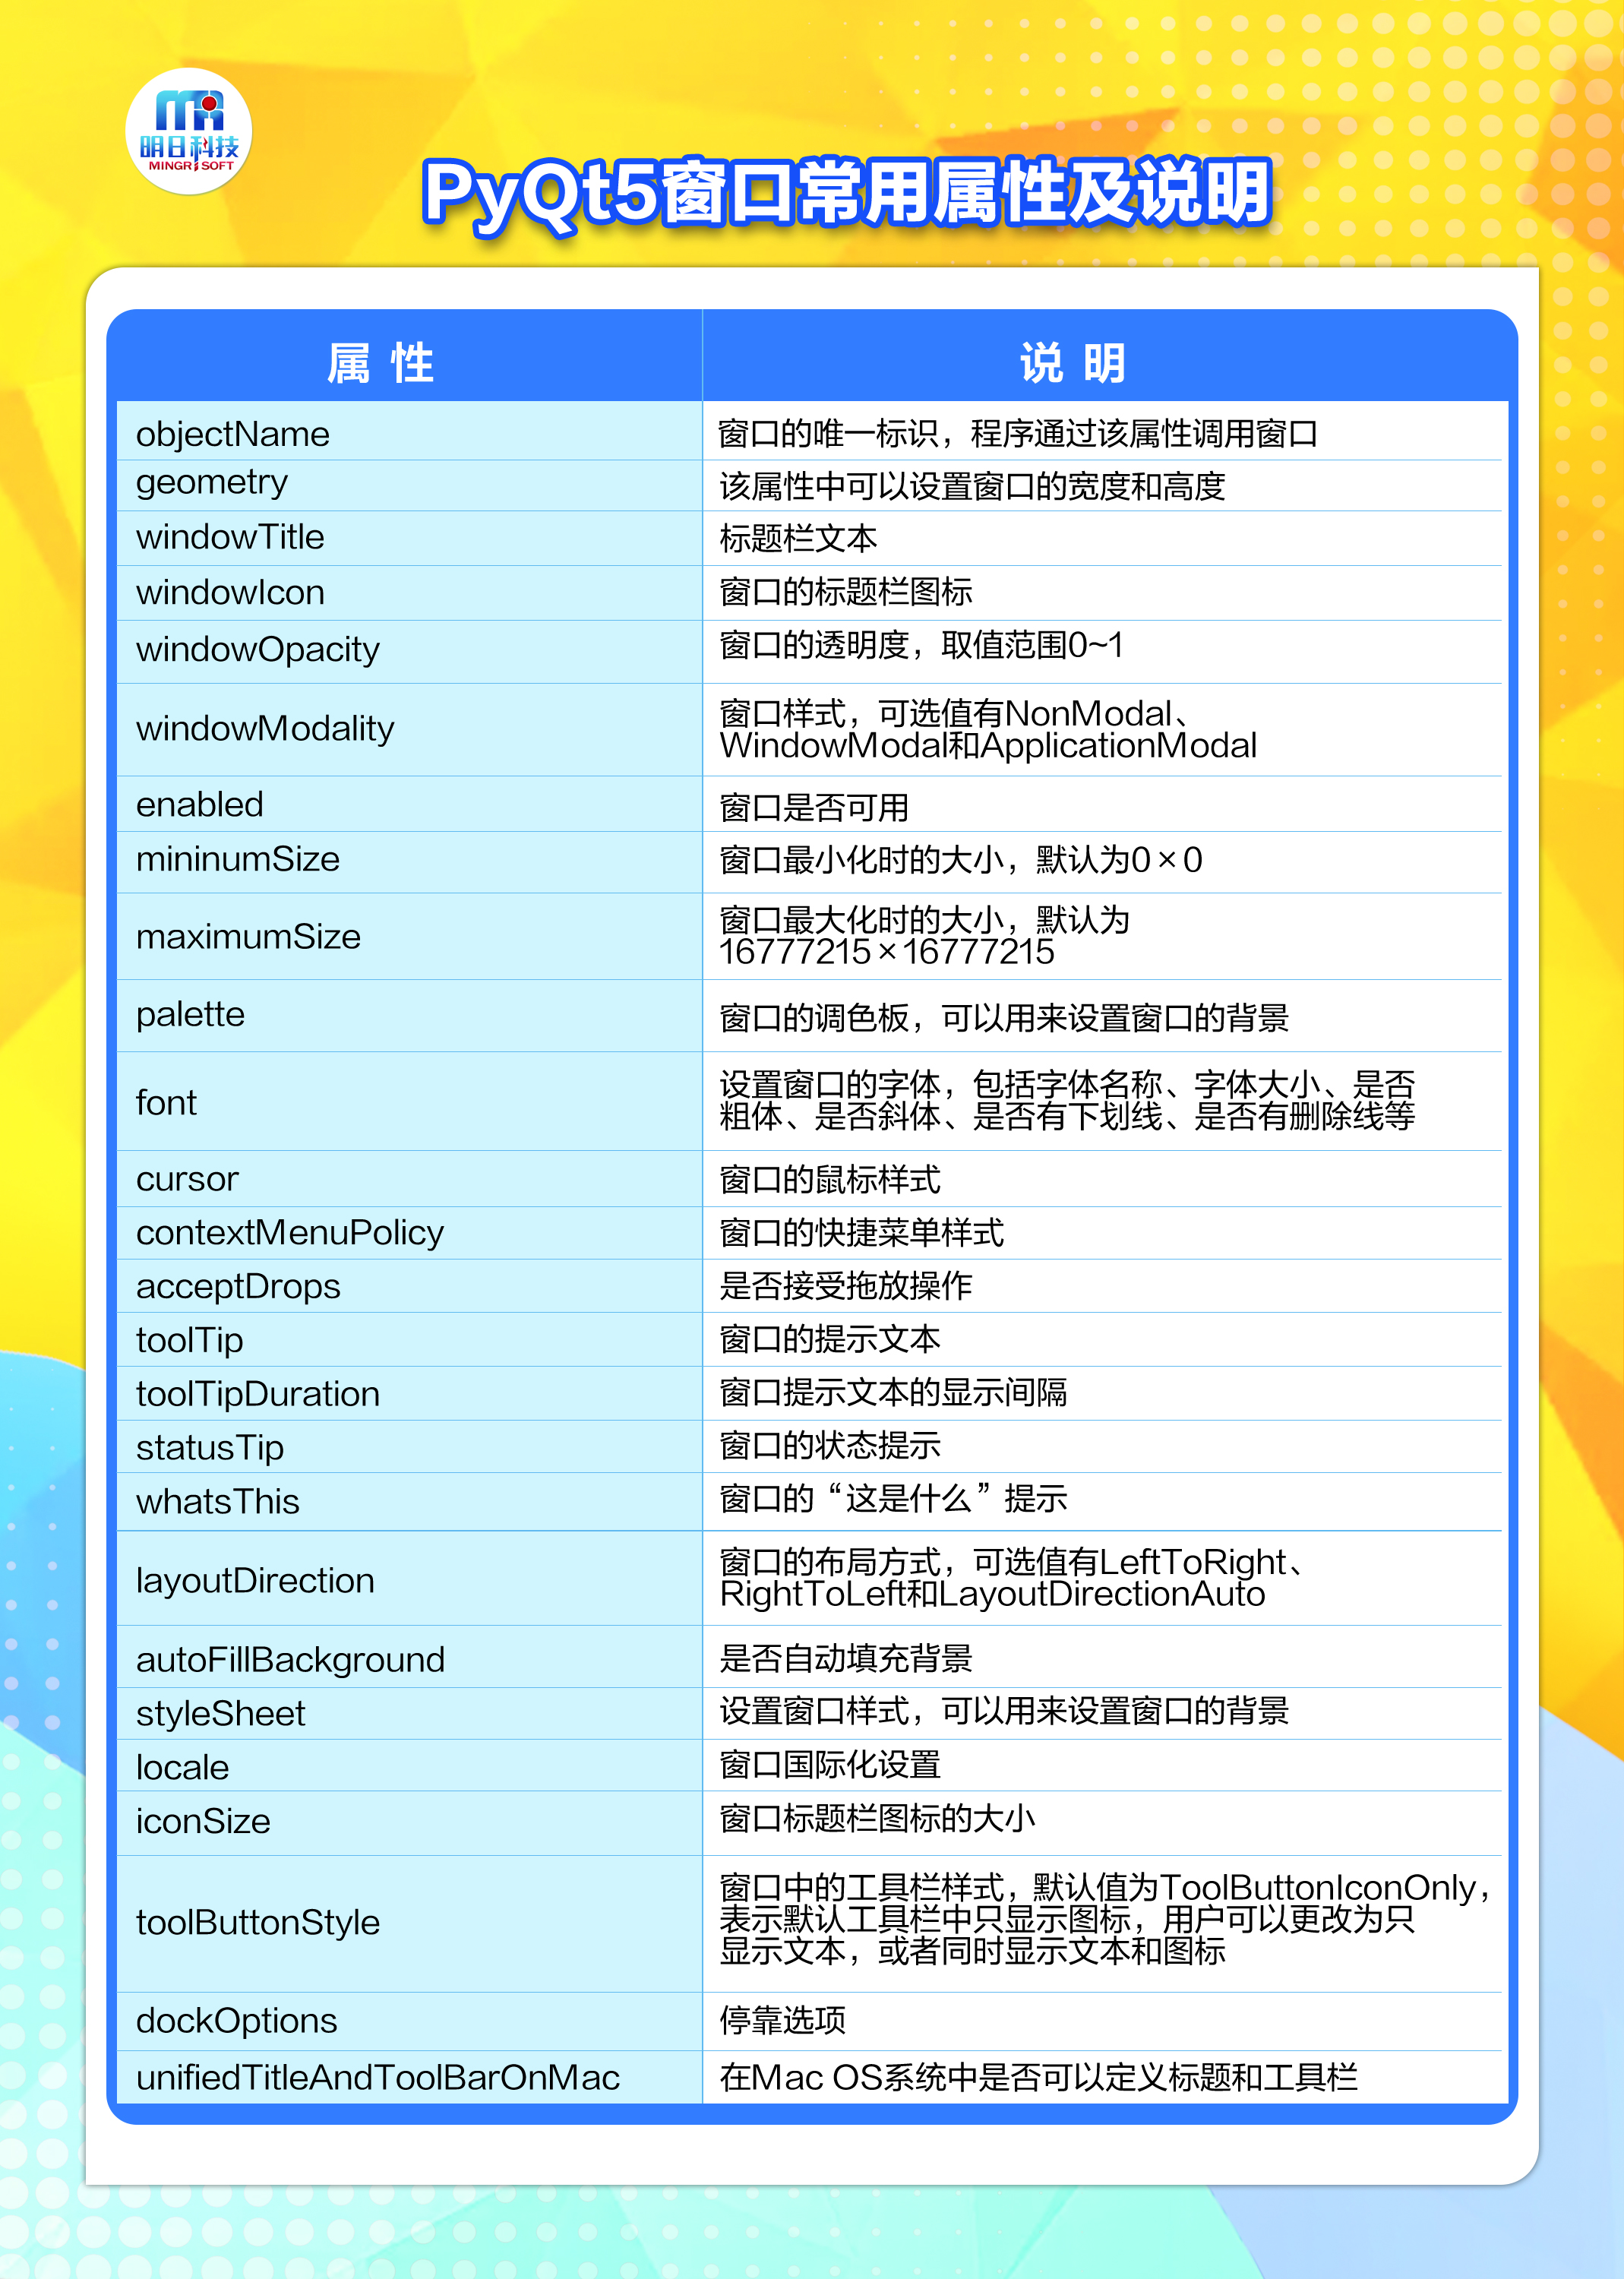 明日科技
MINGRISOFT
PyQt5窗口常用属性及说明
属 性
说 明
objectName
窗口的唯一标识，程序通过该属性调用窗口
geometry
该属性中可以设置窗口的宽度和高度
windowTitle
标题栏文本
windowIcon
窗口的标题栏图标
windowOpacity
窗口的透明度，取值范围0~1
windowModality
窗口样式，可选值有NonModal、
WindowModal和ApplicationModal
enabled
窗口是否可用
mininumSize
窗口最小化时的大小，默认为0×0
maximumSize
窗口最大化时的大小，默认为
16777215×16777215
palette
窗口的调色板，可以用来设置窗口的背景
font
设置窗口的字体，包括字体名称、字体大小、是否
粗体、是否斜体、是否有下划线、是否有删除线等
cursor
窗口的鼠标样式
contextMenuPolicy
窗口的快捷菜单样式
acceptDrops
是否接受拖放操作
toolTip
窗口的提示文本
toolTipDuration
窗口提示文本的显示间隔
statusTip
窗口的状态提示
whatsThis
窗口的“这是什么”提示
layoutDirection
窗口的布局方式，可选值有LeftToRight、
RightToLeft和LayoutDirectionAuto
autoFillBackground
是否自动填充背景
styleSheet
设置窗口样式，可以用来设置窗口的背景
locale
窗口国际化设置
iconSize
窗口标题栏图标的大小
toolButtonStyle
窗口中的工具栏样式，默认值为ToolButtonIconOnly，
表示默认工具栏中只显示图标，用户可以更改为只
显示文本，或者同时显示文本和图标
dockOptions
停靠选项
unifiedTitleAndToolBarOnMac
在Mac OS系统中是否可以定义标题和工具栏